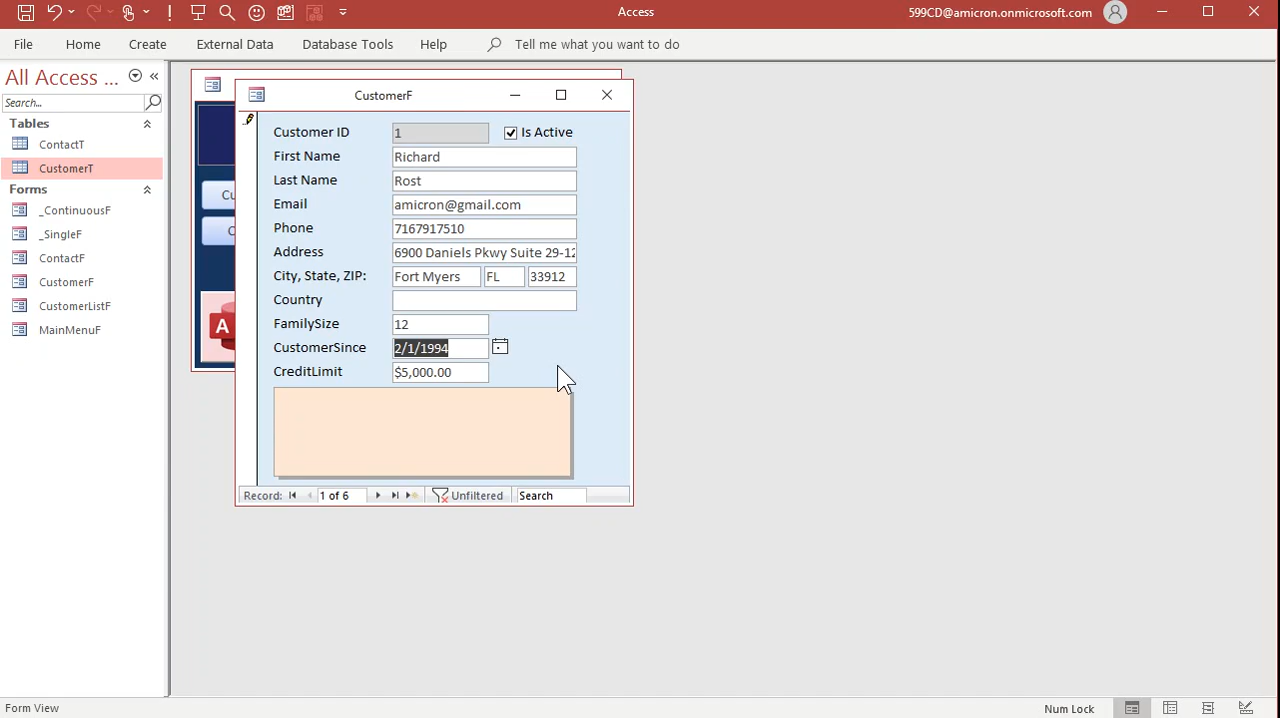 Access
599CD@amicron.onmicrosoft.com
File Home Create External Data Database Tools Help Tell me what you want to do
All Access ...
Search...
Tables
ContactT
CustomerT
Forms
_ContinuousF
_SingleF
ContactF
CustomerF
CustomerListF
MainMenuF
Cu
C
A
CustomerF
Customer ID 1 Is Active
First Name Richard
Last Name Rost
Email amicron@gmail.com
Phone 7167917510
Address 6900 Daniels Pkwy Suite 29-12
City, State, ZIP: Fort Myers FL 33912
Country
FamilySize 12
CustomerSince 2/1/1994
CreditLimit $5,000.00
Record: 1 of 6 Unfiltered Search
Form View
Num Lock